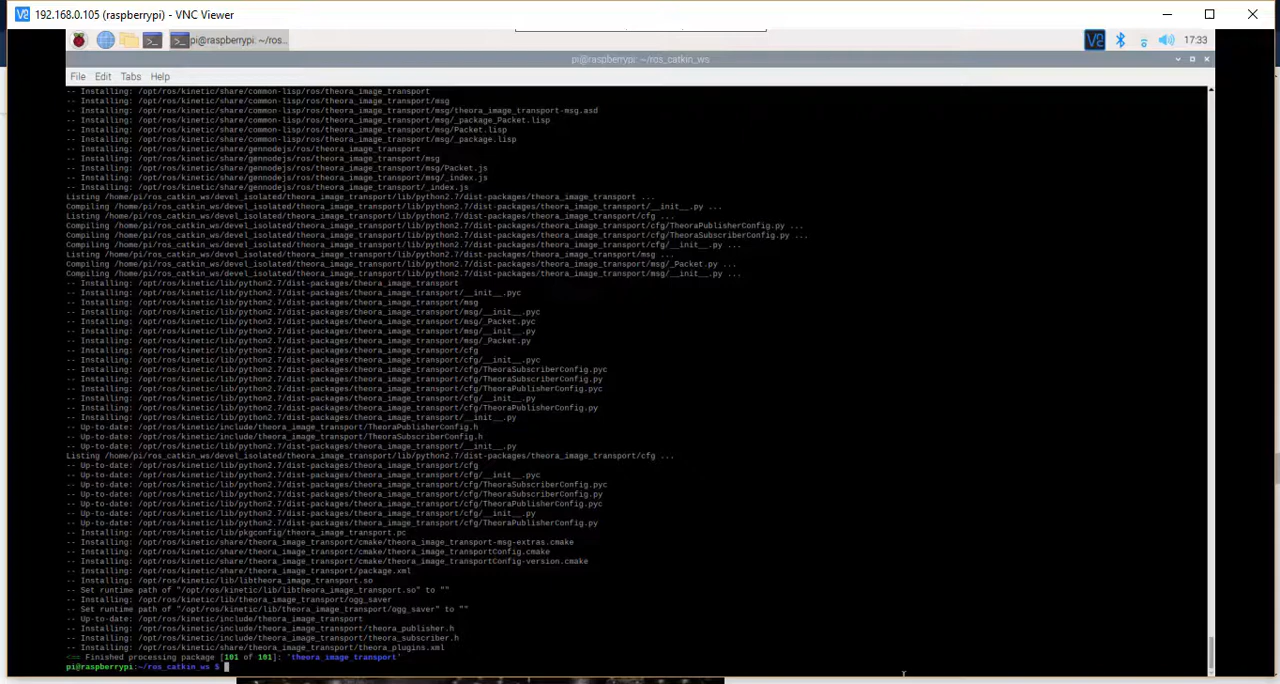 192.168.0.105 (raspberrypi) - VNC Viewer
pi@raspberrypi: ~/ros...
17:33
pi@raspberrypi: ~/ros_catkin_ws
File Edit Tabs Help
-- Installing: /opt/ros/kinetic/share/common-lisp/ros/theora_image_transport
-- Installing: /opt/ros/kinetic/share/common-lisp/ros/theora_image_transport/msg
-- Installing: /opt/ros/kinetic/share/common-lisp/ros/theora_image_transport/msg/theora_image_transport-msg.asd
-- Installing: /opt/ros/kinetic/share/common-lisp/ros/theora_image_transport/msg/_package_Packet.lisp
-- Installing: /opt/ros/kinetic/share/common-lisp/ros/theora_image_transport/msg/Packet.lisp
-- Installing: /opt/ros/kinetic/share/common-lisp/ros/theora_image_transport/msg/_package.lisp
-- Installing: /opt/ros/kinetic/share/gennodejs/ros/theora_image_transport
-- Installing: /opt/ros/kinetic/share/gennodejs/ros/theora_image_transport/msg
-- Installing: /opt/ros/kinetic/share/gennodejs/ros/theora_image_transport/msg/Packet.js
-- Installing: /opt/ros/kinetic/share/gennodejs/ros/theora_image_transport/msg/_index.js
-- Installing: /opt/ros/kinetic/share/gennodejs/ros/theora_image_transport/_index.js
Listing /home/pi/ros_catkin_ws/devel_isolated/theora_image_transport/lib/python2.7/dist-packages/theora_image_transport ...
Compiling /home/pi/ros_catkin_ws/devel_isolated/theora_image_transport/lib/python2.7/dist-packages/theora_image_transport/__init__.py ...
Listing /home/pi/ros_catkin_ws/devel_isolated/theora_image_transport/lib/python2.7/dist-packages/theora_image_transport/cfg ...
Compiling /home/pi/ros_catkin_ws/devel_isolated/theora_image_transport/lib/python2.7/dist-packages/theora_image_transport/cfg/TheoraPublisherConfig.py ...
Compiling /home/pi/ros_catkin_ws/devel_isolated/theora_image_transport/lib/python2.7/dist-packages/theora_image_transport/cfg/TheoraSubscriberConfig.py ...
Compiling /home/pi/ros_catkin_ws/devel_isolated/theora_image_transport/lib/python2.7/dist-packages/theora_image_transport/cfg/__init__.py ...
Listing /home/pi/ros_catkin_ws/devel_isolated/theora_image_transport/lib/python2.7/dist-packages/theora_image_transport/msg ...
Compiling /home/pi/ros_catkin_ws/devel_isolated/theora_image_transport/lib/python2.7/dist-packages/theora_image_transport/msg/_Packet.py ...
Compiling /home/pi/ros_catkin_ws/devel_isolated/theora_image_transport/lib/python2.7/dist-packages/theora_image_transport/msg/__init__.py ...
-- Installing: /opt/ros/kinetic/lib/python2.7/dist-packages/theora_image_transport
-- Installing: /opt/ros/kinetic/lib/python2.7/dist-packages/theora_image_transport/__init__.pyc
-- Installing: /opt/ros/kinetic/lib/python2.7/dist-packages/theora_image_transport/msg
-- Installing: /opt/ros/kinetic/lib/python2.7/dist-packages/theora_image_transport/msg/__init__.pyc
-- Installing: /opt/ros/kinetic/lib/python2.7/dist-packages/theora_image_transport/msg/_Packet.pyc
-- Installing: /opt/ros/kinetic/lib/python2.7/dist-packages/theora_image_transport/msg/__init__.py
-- Installing: /opt/ros/kinetic/lib/python2.7/dist-packages/theora_image_transport/msg/_Packet.py
-- Installing: /opt/ros/kinetic/lib/python2.7/dist-packages/theora_image_transport/cfg
-- Installing: /opt/ros/kinetic/lib/python2.7/dist-packages/theora_image_transport/cfg/__init__.pyc
-- Installing: /opt/ros/kinetic/lib/python2.7/dist-packages/theora_image_transport/cfg/TheoraSubscriberConfig.pyc
-- Installing: /opt/ros/kinetic/lib/python2.7/dist-packages/theora_image_transport/cfg/TheoraSubscriberConfig.py
-- Installing: /opt/ros/kinetic/lib/python2.7/dist-packages/theora_image_transport/cfg/TheoraPublisherConfig.pyc
-- Installing: /opt/ros/kinetic/lib/python2.7/dist-packages/theora_image_transport/cfg/__init__.py
-- Installing: /opt/ros/kinetic/lib/python2.7/dist-packages/theora_image_transport/cfg/TheoraPublisherConfig.py
-- Installing: /opt/ros/kinetic/lib/python2.7/dist-packages/theora_image_transport/__init__.py
-- Up-to-date: /opt/ros/kinetic/include/theora_image_transport/TheoraPublisherConfig.h
-- Up-to-date: /opt/ros/kinetic/include/theora_image_transport/TheoraSubscriberConfig.h
-- Up-to-date: /opt/ros/kinetic/lib/python2.7/dist-packages/theora_image_transport/__init__.py
Listing /home/pi/ros_catkin_ws/devel_isolated/theora_image_transport/lib/python2.7/dist-packages/theora_image_transport/cfg ...
-- Up-to-date: /opt/ros/kinetic/lib/python2.7/dist-packages/theora_image_transport/cfg
-- Up-to-date: /opt/ros/kinetic/lib/python2.7/dist-packages/theora_image_transport/cfg/__init__.pyc
-- Up-to-date: /opt/ros/kinetic/lib/python2.7/dist-packages/theora_image_transport/cfg/TheoraSubscriberConfig.pyc
-- Up-to-date: /opt/ros/kinetic/lib/python2.7/dist-packages/theora_image_transport/cfg/TheoraSubscriberConfig.py
-- Up-to-date: /opt/ros/kinetic/lib/python2.7/dist-packages/theora_image_transport/cfg/TheoraPublisherConfig.pyc
-- Up-to-date: /opt/ros/kinetic/lib/python2.7/dist-packages/theora_image_transport/cfg/__init__.py
-- Up-to-date: /opt/ros/kinetic/lib/python2.7/dist-packages/theora_image_transport/cfg/TheoraPublisherConfig.py
-- Installing: /opt/ros/kinetic/lib/pkgconfig/theora_image_transport.pc
-- Installing: /opt/ros/kinetic/share/theora_image_transport/cmake/theora_image_transport-msg-extras.cmake
-- Installing: /opt/ros/kinetic/share/theora_image_transport/cmake/theora_image_transportConfig.cmake
-- Installing: /opt/ros/kinetic/share/theora_image_transport/cmake/theora_image_transportConfig-version.cmake
-- Installing: /opt/ros/kinetic/share/theora_image_transport/package.xml
-- Installing: /opt/ros/kinetic/lib/libtheora_image_transport.so
-- Set runtime path of "/opt/ros/kinetic/lib/libtheora_image_transport.so" to ""
-- Installing: /opt/ros/kinetic/lib/theora_image_transport/ogg_saver
-- Set runtime path of "/opt/ros/kinetic/lib/theora_image_transport/ogg_saver" to ""
-- Up-to-date: /opt/ros/kinetic/include/theora_image_transport
-- Installing: /opt/ros/kinetic/include/theora_image_transport/theora_publisher.h
-- Installing: /opt/ros/kinetic/include/theora_image_transport/theora_subscriber.h
-- Installing: /opt/ros/kinetic/share/theora_image_transport/theora_plugins.xml
<== Finished processing package [101 of 101]: 'theora_image_transport'
pi@raspberrypi:~/ros_catkin_ws $